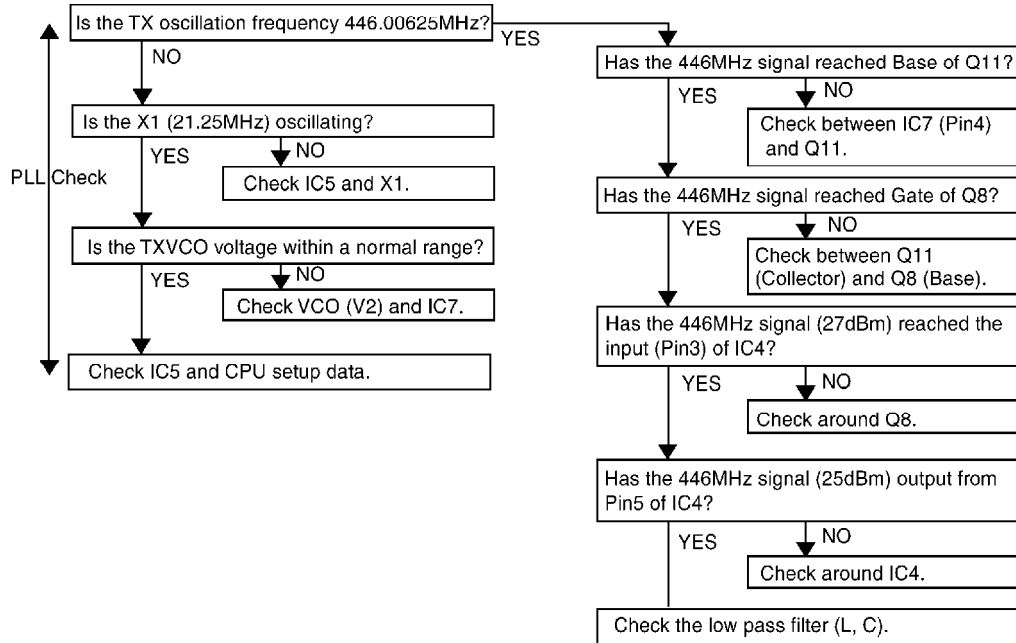 Is the TX oscillation frequency 446.00625MHz?
YES
NO
Is the X1 (21.25MHz) oscillating?
YES
NO
Check IC5 and X1.
PLL Check
Is the TXVCO voltage within a normal range?
YES
NO
Check VCO (V2) and IC7.
Check IC5 and CPU setup data.
Has the 446MHz signal reached Base of Q11?
YES
NO
Check between IC7 (Pin4)
and Q11.
Has the 446MHz signal reached Gate of Q8?
YES
NO
Check between Q11
(Collector) and Q8 (Base).
Has the 446MHz signal (27dBm) reached the
input (Pin3) of IC4?
YES
NO
Check around Q8.
Has the 446MHz signal (25dBm) output from
Pin5 of IC4?
YES
NO
Check around IC4.
Check the low pass filter (L, C).